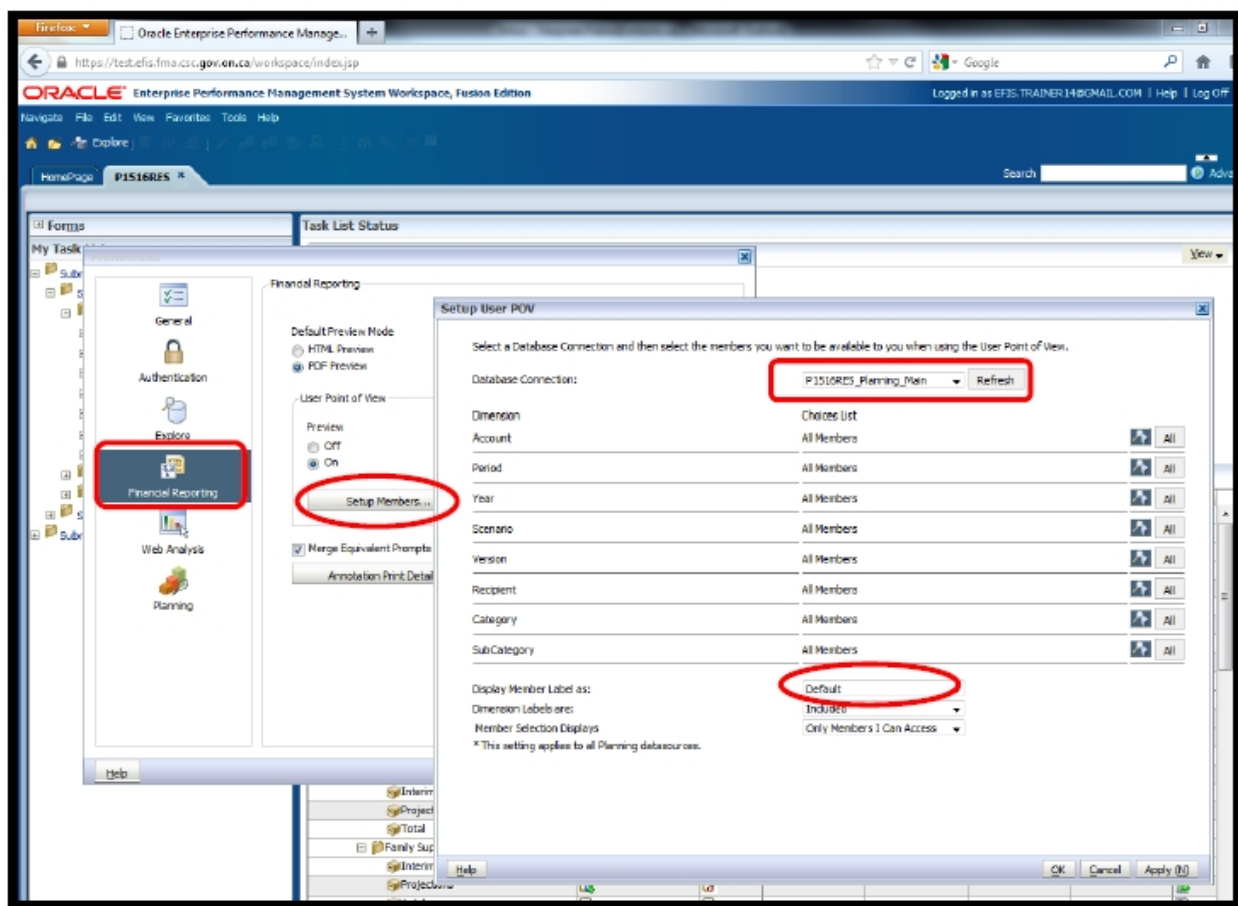 Firefox
Oracle Enterprise Performance Manage...
https://test.efis.fma.csc.gov.on.ca/workspace/index.jsp
Google
ORACLE Enterprise Performance Management System Workspace, Fusion Edition
Logged in as EFIS.TRAINER14@GMAIL.COM | Help | Log Off
Navigate File Edit View Favorites Tools Help
Explore
HomePage
P1516RES
Search
Adva
Forms
Task List Status
My Task
View
Subm
General
Authentication
Explore
Financial Reporting
Web Analysis
Planning
Help
Financial Reporting
Default Preview Mode
HTML Preview
PDF Preview
User Point of View
Preview
Off
On
Setup Members...
Merge Equivalent Prompts
Annotation Print Detail
Setup User POV
Select a Database Connection and then select the members you want to be available to you when using the User Point of View.
Database Connection:
P1516RES_Planning_Main
Refresh
Dimension
Choices List
Account
All Members
All
Period
All Members
All
Year
All Members
All
Scenario
All Members
All
Version
All Members
All
Recipient
All Members
All
Category
All Members
All
SubCategory
All Members
All
Display Member Label as:
Default
Dimension Labels are:
Included
Member Selection Displays
Only Members I Can Access
* This setting applies to all Planning datasources.
Help
OK
Cancel
Apply (N)
Interim
Project
Total
Family Sup
Interim
Projections